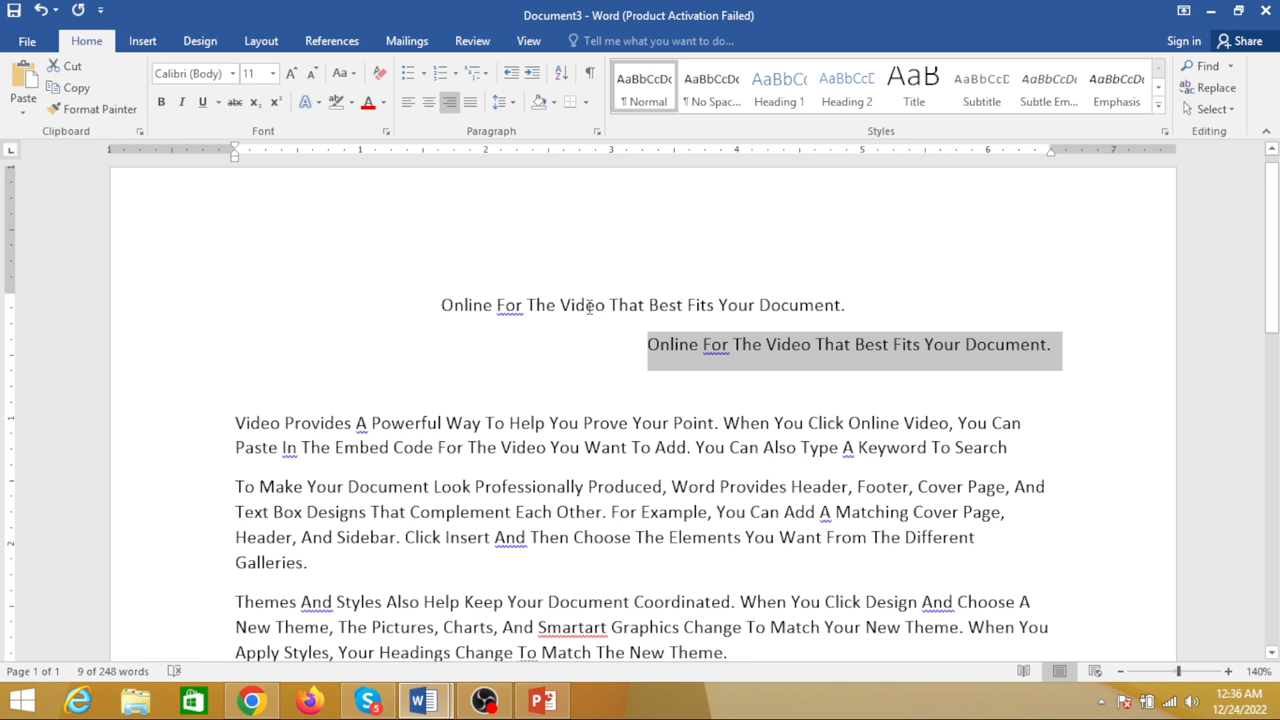 Document3 - Word (Product Activation Failed)
File Home Insert Design Layout References Mailings Review View Tell me what you want to do... Sign in Share
Paste Cut Copy Format Painter Clipboard
Calibri (Body) 11 Font
Paragraph
AaBbCcDc AaBbCcDc AaBbCc AaBbCcD AaB AaBbCcD AaBbCcDc AaBbCcDc
¶ Normal ¶ No Spac... Heading 1 Heading 2 Title Subtitle Subtle Em... Emphasis
Styles
Find Replace Select Editing
1 1 2 3 4 5 6 7
Online For The Video That Best Fits Your Document.
Online For The Video That Best Fits Your Document.
Video Provides A Powerful Way To Help You Prove Your Point. When You Click Online Video, You Can
Paste In The Embed Code For The Video You Want To Add. You Can Also Type A Keyword To Search
To Make Your Document Look Professionally Produced, Word Provides Header, Footer, Cover Page, And
Text Box Designs That Complement Each Other. For Example, You Can Add A Matching Cover Page,
Header, And Sidebar. Click Insert And Then Choose The Elements You Want From The Different
Galleries.
Themes And Styles Also Help Keep Your Document Coordinated. When You Click Design And Choose A
New Theme, The Pictures, Charts, And Smartart Graphics Change To Match Your New Theme. When You
Apply Styles, Your Headings Change To Match The New Theme.
Page 1 of 1 9 of 248 words 140%
12:36 AM
12/24/2022